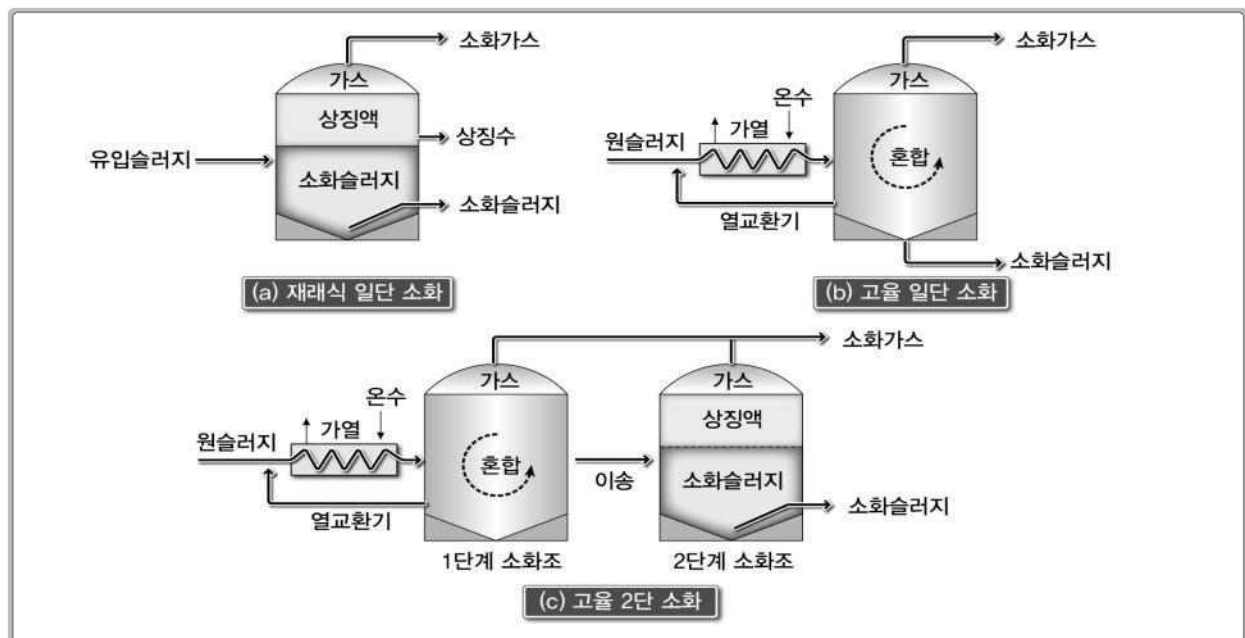 소화가스
가스
상징액
상징수
유입슬러지
소화슬러지
소화슬러지
(a) 재래식 일단 소화
소화가스
가스
온수
가열
원슬러지
혼합
열교환기
소화슬러지
(b) 고율 일단 소화
소화가스
가스
온수
가열
원슬러지
혼합
열교환기
1단계 소화조
이송
가스
상징액
소화슬러지
소화슬러지
2단계 소화조
(c) 고율 2단 소화